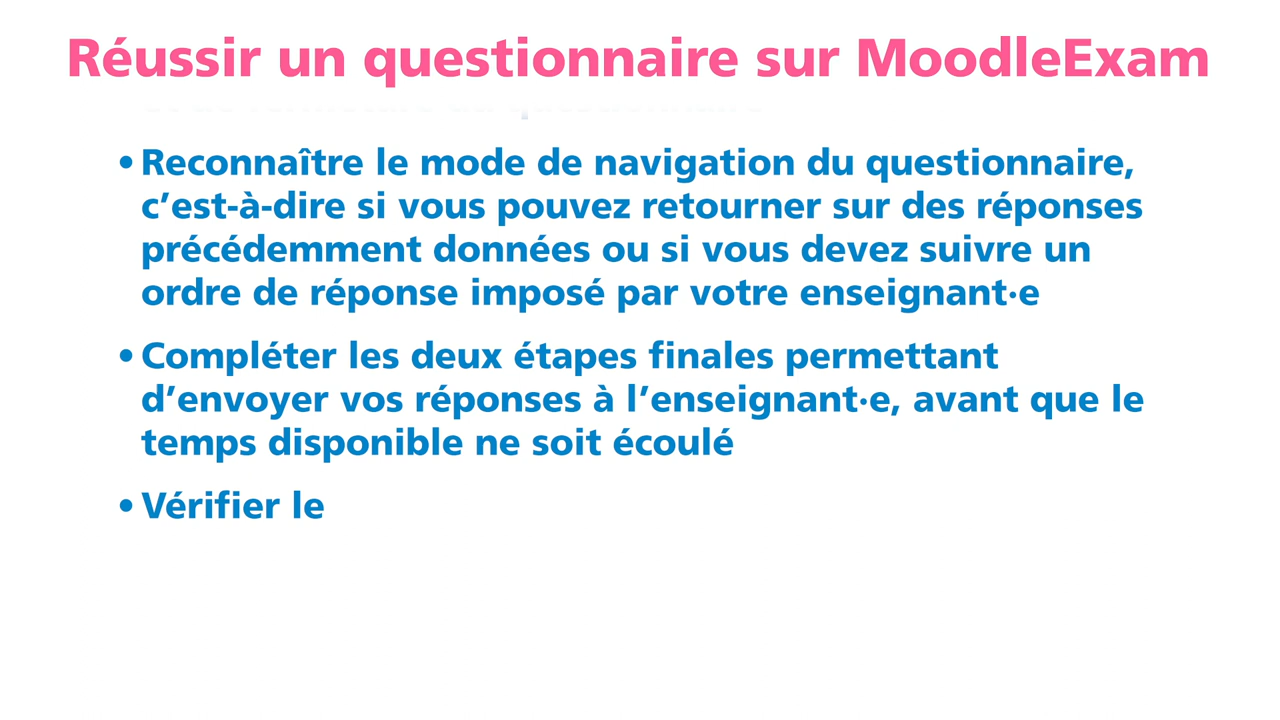 Réussir un questionnaire sur MoodleExam
• Reconnaître le mode de navigation du questionnaire,
c’est-à-dire si vous pouvez retourner sur des réponses
précédemment données ou si vous devez suivre un
ordre de réponse imposé par votre enseignant·e
• Compléter les deux étapes finales permettant
d’envoyer vos réponses à l’enseignant·e, avant que le
temps disponible ne soit écoulé
• Vérifier le